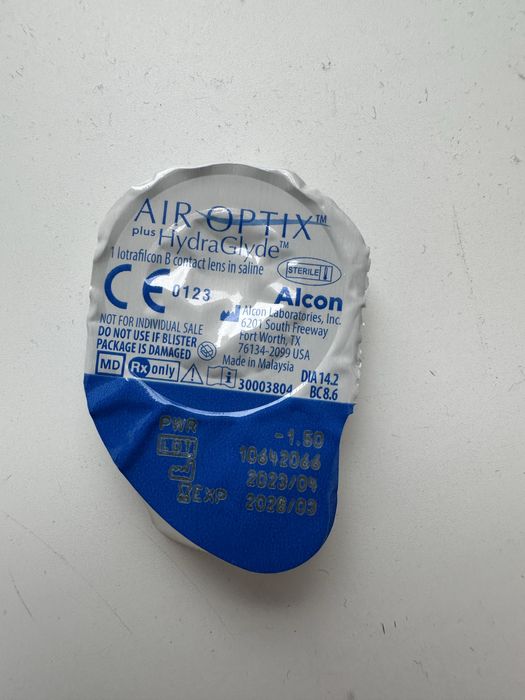 AIR OPTIX™
plus HydraGlyde™
1 lotrafilcon B contact lens in saline
STERILE
CE 0123
Alcon
Alcon Laboratories, Inc.
6201 South Freeway
Fort Worth, TX
76134-2099 USA
Made in Malaysia
NOT FOR INDIVIDUAL SALE
DO NOT USE IF BLISTER
PACKAGE IS DAMAGED
MD Rx only 30003804
DIA 14.2
BC 8.6
PWR -1.50
LOT 10642066
2023/04
EXP 2028/03